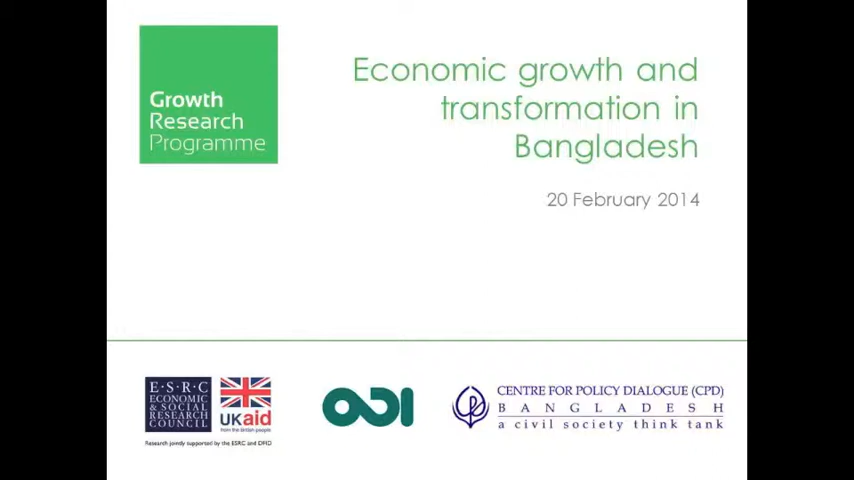 Growth
Research
Programme
Economic growth and
transformation in
Bangladesh
20 February 2014
E·S·R·C
ECONOMIC
& SOCIAL
RESEARCH
COUNCIL
UKaid
from the British people
Research jointly supported by the ESRC and DFID
ODI
CENTRE FOR POLICY DIALOGUE (CPD)
BANGLADESH
a civil society think tank